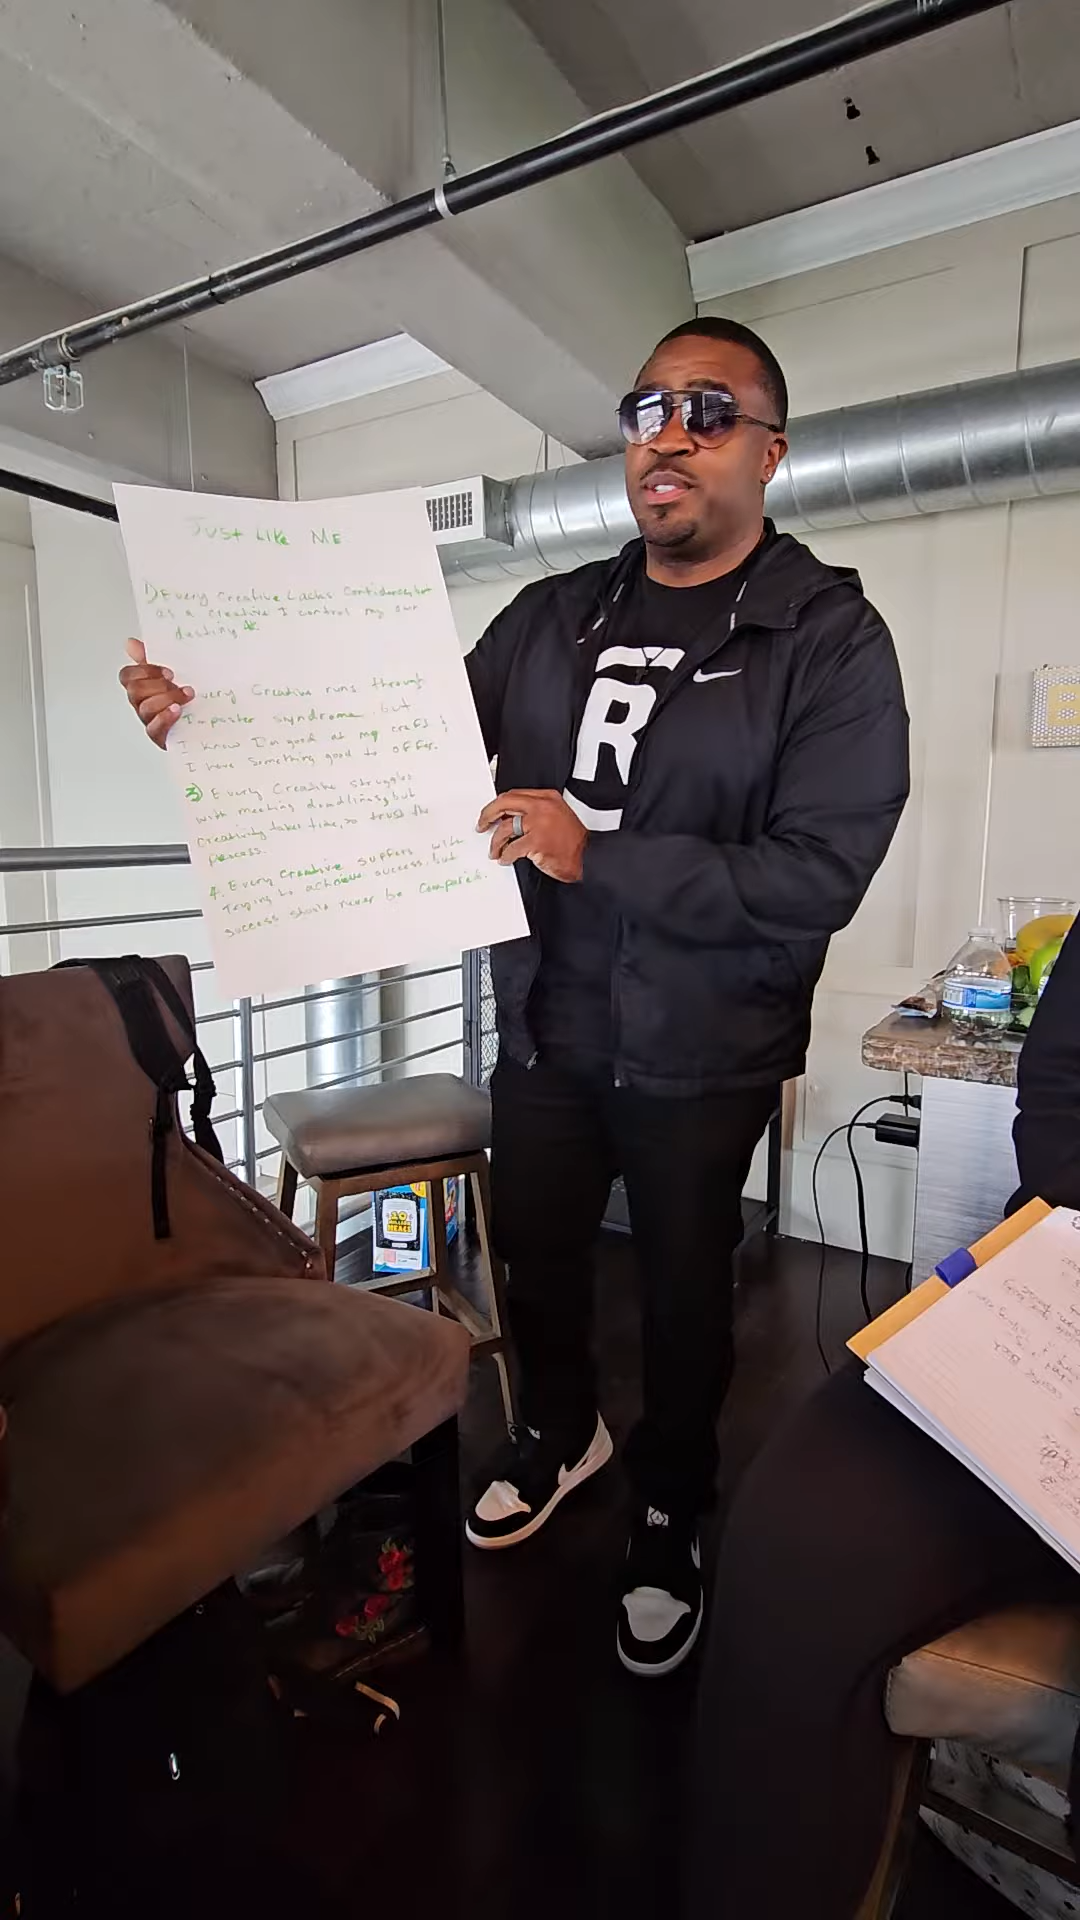 Just Like ME
1) Every Creative Lacks Confidence, but
as a creative I control my own
destiny
Every Creative runs through
Imposter syndrome, but
I know I'm good at my craft &
I have something good to offer.
3) Every Creative struggles
with meeting deadlines, but
creativity takes time, so trust the
process.
4. Every creative suffers with
trying to achieve success, but
success should never be compared.
R
10
MEALS